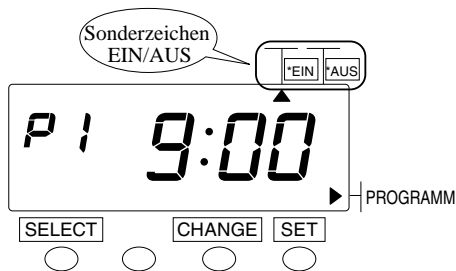 Sonderzeichen
EIN/AUS
*EIN *AUS
P1 9:00
PROGRAMM
SELECT CHANGE SET